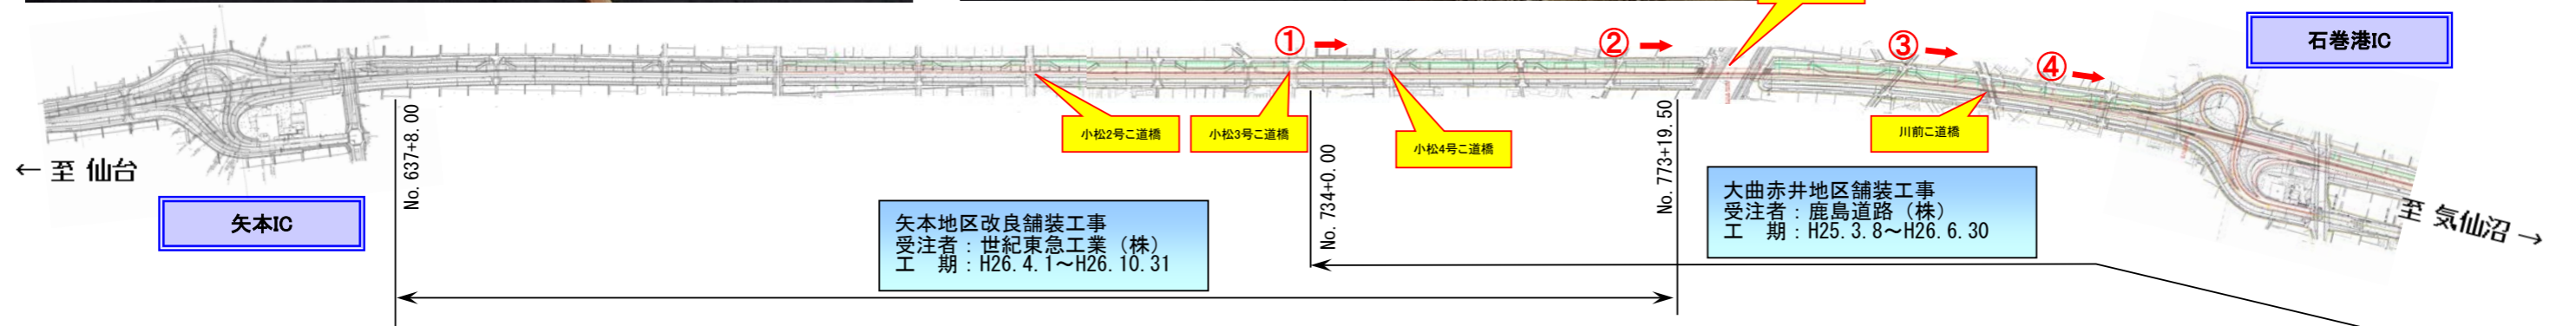 石巻港IC
①
②
③
④
小松2号こ道橋
小松3号こ道橋
小松4号こ道橋
川前こ道橋
← 至 仙台
矢本IC
No. 637+8.00
No. 734+0.00
No. 773+19.50
矢本地区改良舗装工事
受注者：世紀東急工業（株）
工　期：H26.4.1～H26.10.31
大曲赤井地区舗装工事
受注者：鹿島道路（株）
工　期：H25.3.8～H26.6.30
至 気仙沼 →